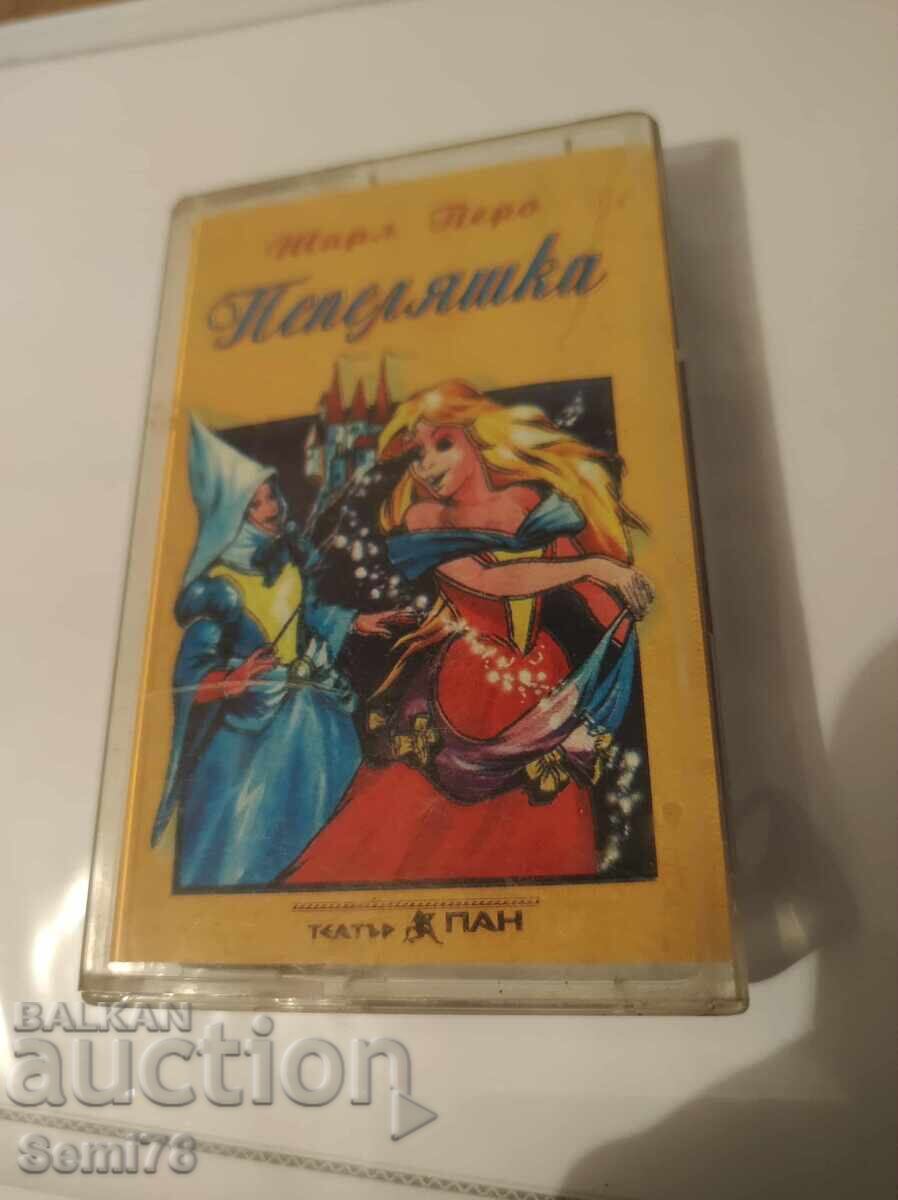 Шарл Перо
Пепеляшка
ТЕАТЪР ПАН
BALKAN
auction
Semi78